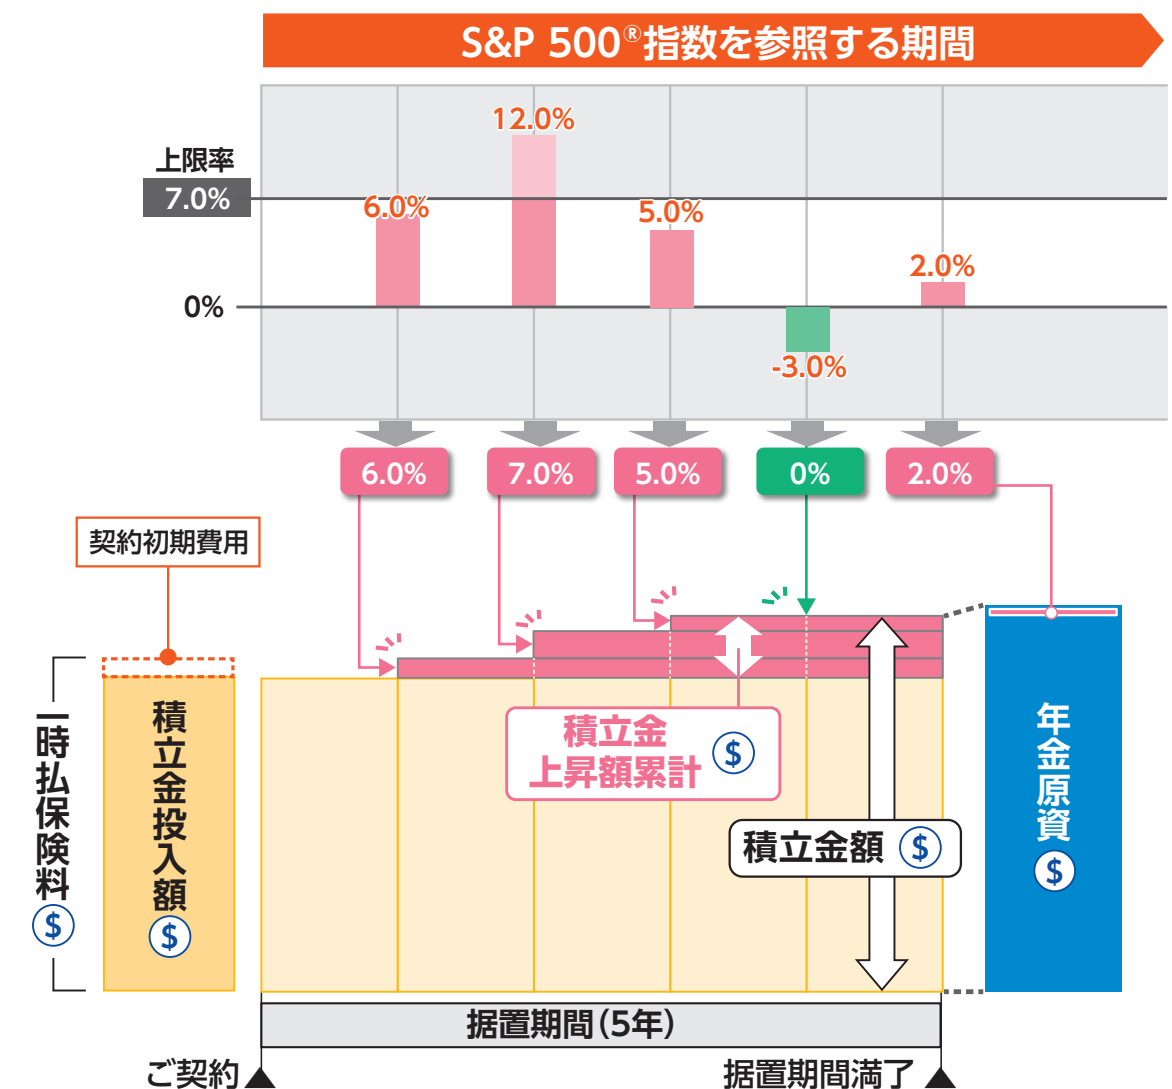 S&P 500®指数を参照する期間
12.0%
上限率
7.0%
6.0%
5.0%
2.0%
0%
-3.0%
6.0%
7.0%
5.0%
0%
2.0%
契約初期費用
一時払保険料$
積立金投入額$
積立金
上昇額累計
$
積立金額 $
年金原資$
据置期間(5年)
ご契約
据置期間満了